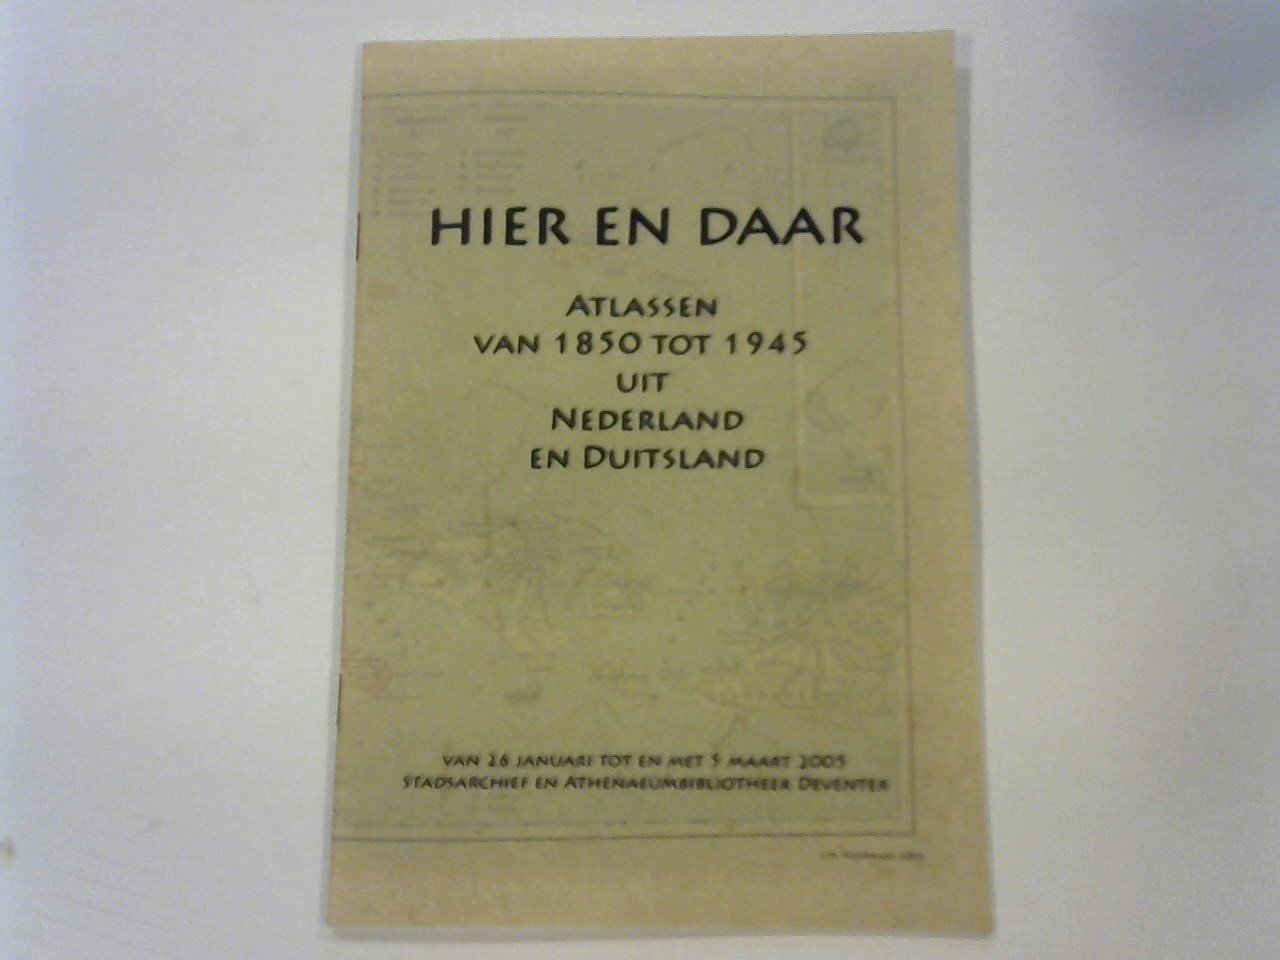 HIER EN DAAR
ATLASSEN
VAN 1850 TOT 1945
UIT
NEDERLAND
EN DUITSLAND
VAN 26 JANUARI TOT EN MET 5 MAART 2005
STADSARCHIEF EN ATHENAEUMBIBLIOTHEEK DEVENTER